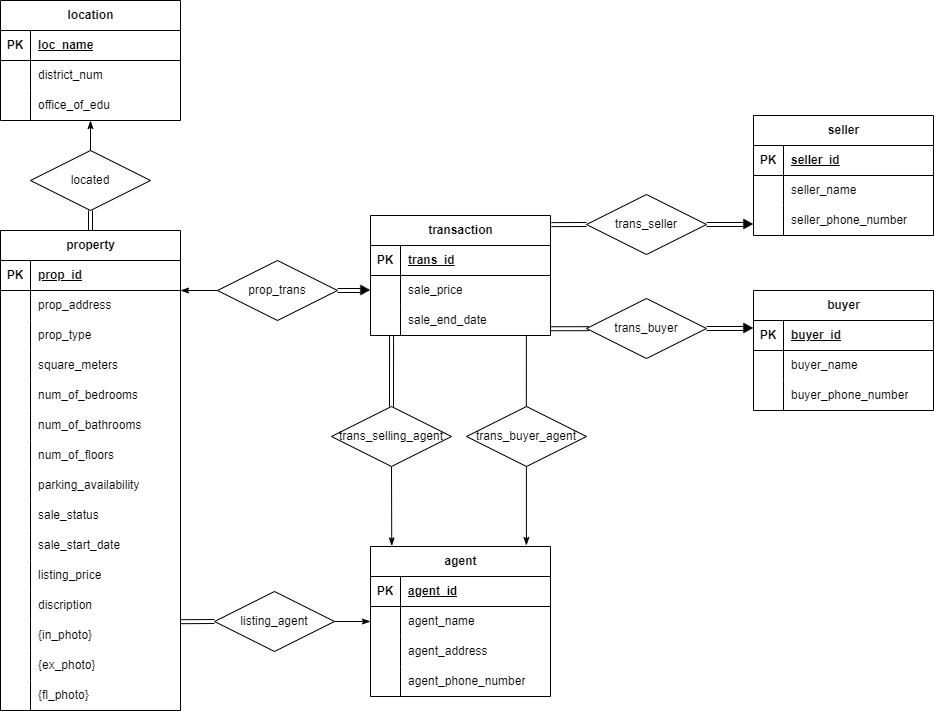 location
PK loc_name
district_num
office_of_edu
located
property
PK prop_id
prop_address
prop_type
square_meters
num_of_bedrooms
num_of_bathrooms
num_of_floors
parking_availability
sale_status
sale_start_date
listing_price
discription
{in_photo}
{ex_photo}
{fl_photo}
prop_trans
transaction
PK trans_id
sale_price
sale_end_date
trans_seller
seller
PK seller_id
seller_name
seller_phone_number
trans_buyer
buyer
PK buyer_id
buyer_name
buyer_phone_number
trans_selling_agent
trans_buyer_agent
listing_agent
agent
PK agent_id
agent_name
agent_address
agent_phone_number